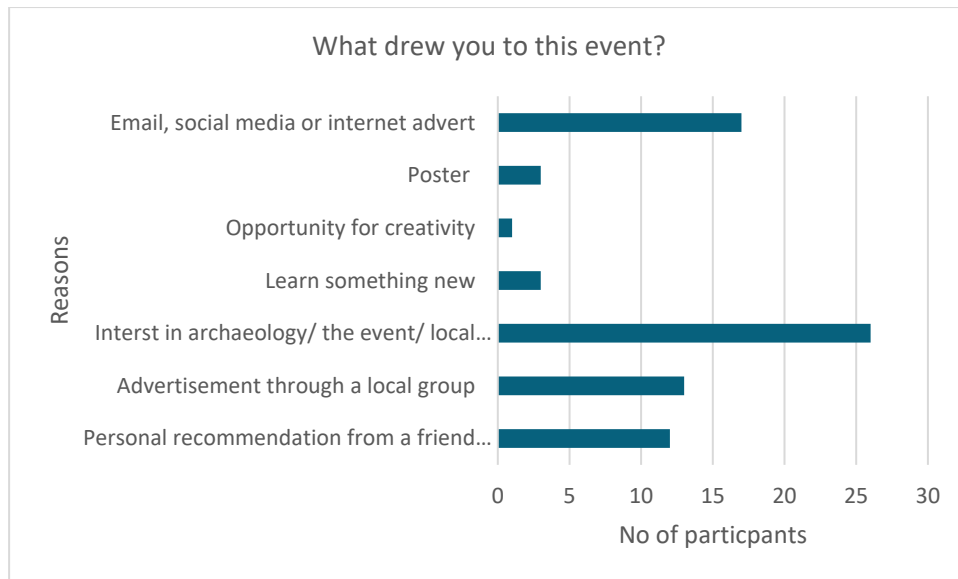 What drew you to this event?
Email, social media or internet advert
Poster
Opportunity for creativity
Learn something new
Interst in archaeology/ the event/ local...
Advertisement through a local group
Personal recommendation from a friend...
Reasons
0 5 10 15 20 25 30
No of particpants